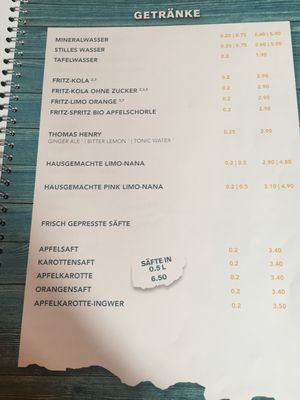 GETRÄNKE
MINERALWASSER 0.25 | 0.75 2.60 | 5.90
STILLES WASSER 0.25 | 0.75 2.60 | 5.90
TAFELWASSER 0.2 1.90
FRITZ-KOLA 2,3 0.2 2.90
FRITZ-KOLA OHNE ZUCKER 0.2 2.90
FRITZ-LIMO ORANGE 0.2 2.90
FRITZ-SPRITZ BIO APFELSCHORLE 0.2 2.90
THOMAS HENRY 0.25 2.90
GINGER ALE | BITTER LEMON | TONIC WATER
HAUSGEMACHTE LIMO-NANA 0.2 | 0.5 2.90 | 4.80
HAUSGEMACHTE PINK LIMO-NANA 0.2 | 0.5 3.10 | 4.90
FRISCH GEPRESSTE SÄFTE
APFELSAFT 0.2 3.40
KAROTTENSAFT 0.2 3.40
APFELKAROTTE 0.2 3.40
ORANGENSAFT 0.2 3.40
APFELKAROTTE-INGWER 0.2 3.50
SÄFTE IN
0.5 L
6.50